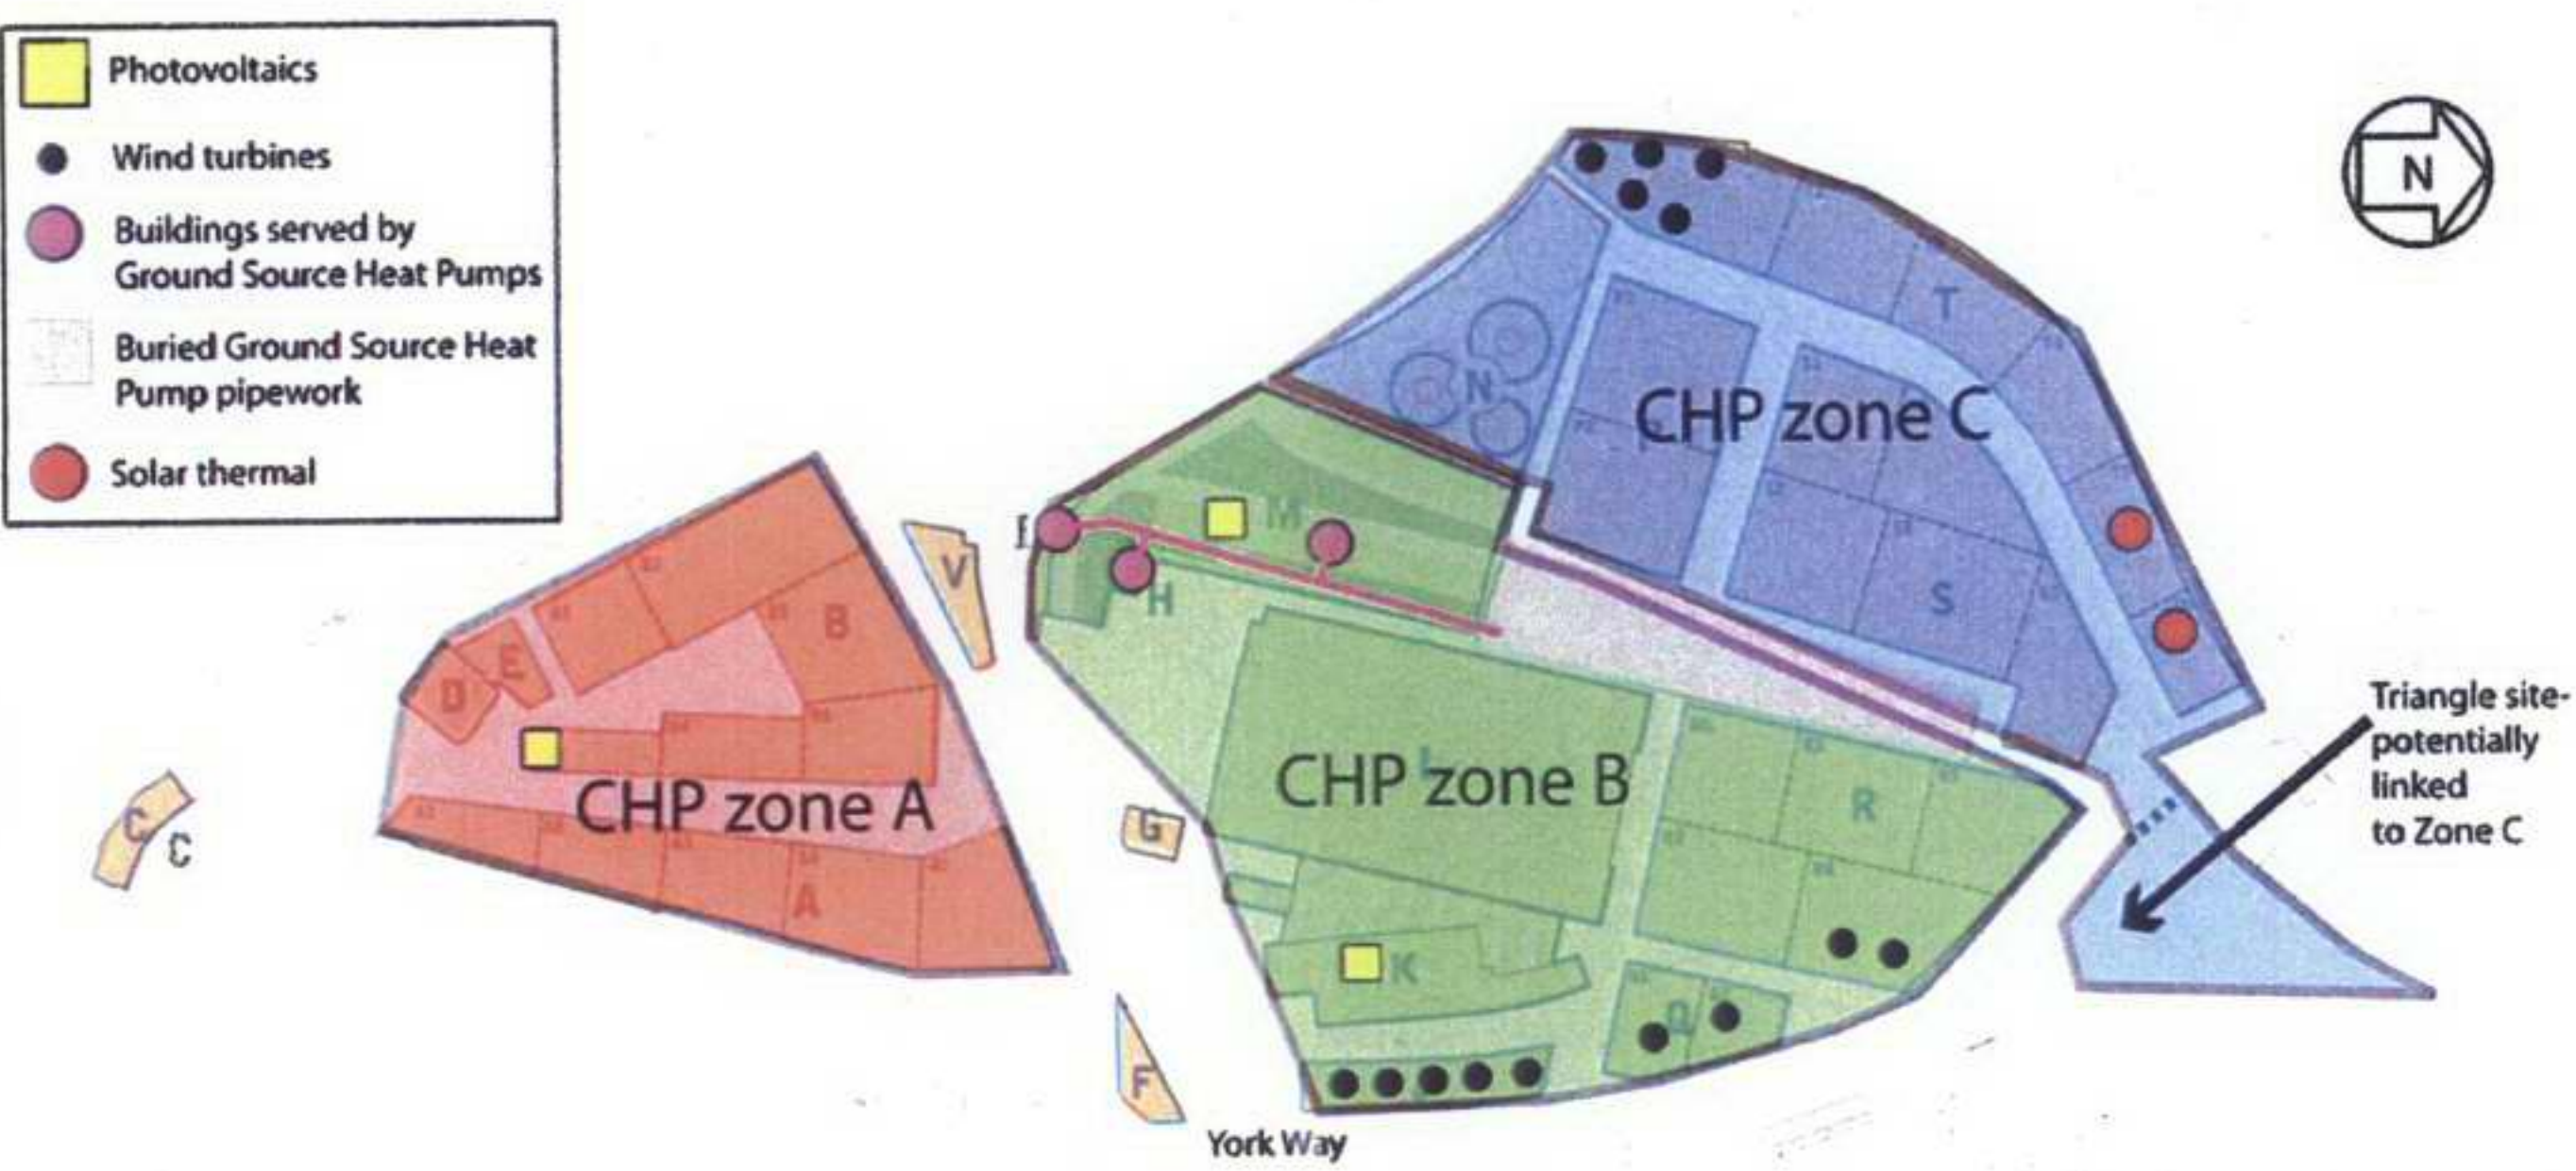 Photovoltaics
Wind turbines
Buildings served by
Ground Source Heat Pumps
Buried Ground Source Heat
Pump pipework
Solar thermal
N
T
N
CHP zone C
S
M
H
V
B
E
D
CHP zone A
A
C
C
G
F
L
CHP zone B
R
K
Q
York Way
Triangle site-
potentially
linked
to Zone C